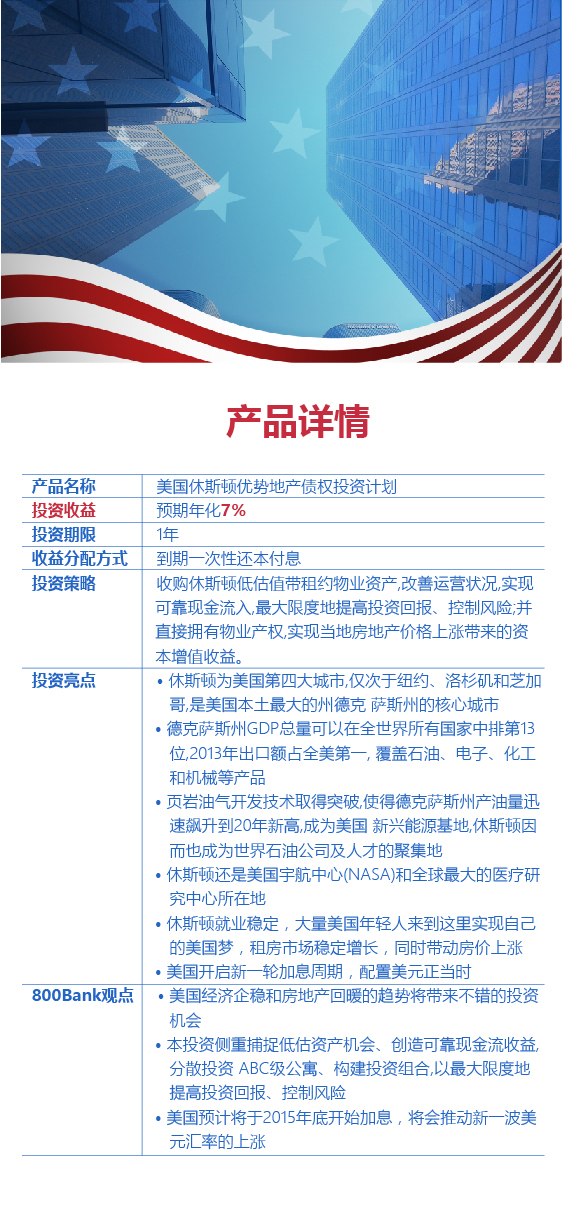 产品详情
产品名称 美国休斯顿优势地产债权投资计划
投资收益 预期年化7%
投资期限 1年
收益分配方式 到期一次性还本付息
投资策略 收购休斯顿低估值带租约物业资产,改善运营状况,实现
可靠现金流入,最大限度地提高投资回报、控制风险;并
直接拥有物业产权,实现当地房地产价格上涨带来的资
本增值收益。
投资亮点 • 休斯顿为美国第四大城市,仅次于纽约、洛杉矶和芝加
哥,是美国本土最大的州德克 萨斯州的核心城市
• 德克萨斯州GDP总量可以在全世界所有国家中排第13
位,2013年出口额占全美第一, 覆盖石油、电子、化工
和机械等产品
• 页岩油气开发技术取得突破,使得德克萨斯州产油量迅
速飙升到20年新高,成为美国 新兴能源基地,休斯顿因
而也成为世界石油公司及人才的聚集地
• 休斯顿还是美国宇航中心(NASA)和全球最大的医疗研
究中心所在地
• 休斯顿就业稳定，大量美国年轻人来到这里实现自己
的美国梦，租房市场稳定增长，同时带动房价上涨
• 美国开启新一轮加息周期，配置美元正当时
800Bank观点 • 美国经济企稳和房地产回暖的趋势将带来不错的投资
机会
• 本投资侧重捕捉低估资产机会、创造可靠现金流收益,
分散投资 ABC级公寓、构建投资组合,以最大限度地
提高投资回报、控制风险
• 美国预计将于2015年底开始加息，将会推动新一波美
元汇率的上涨